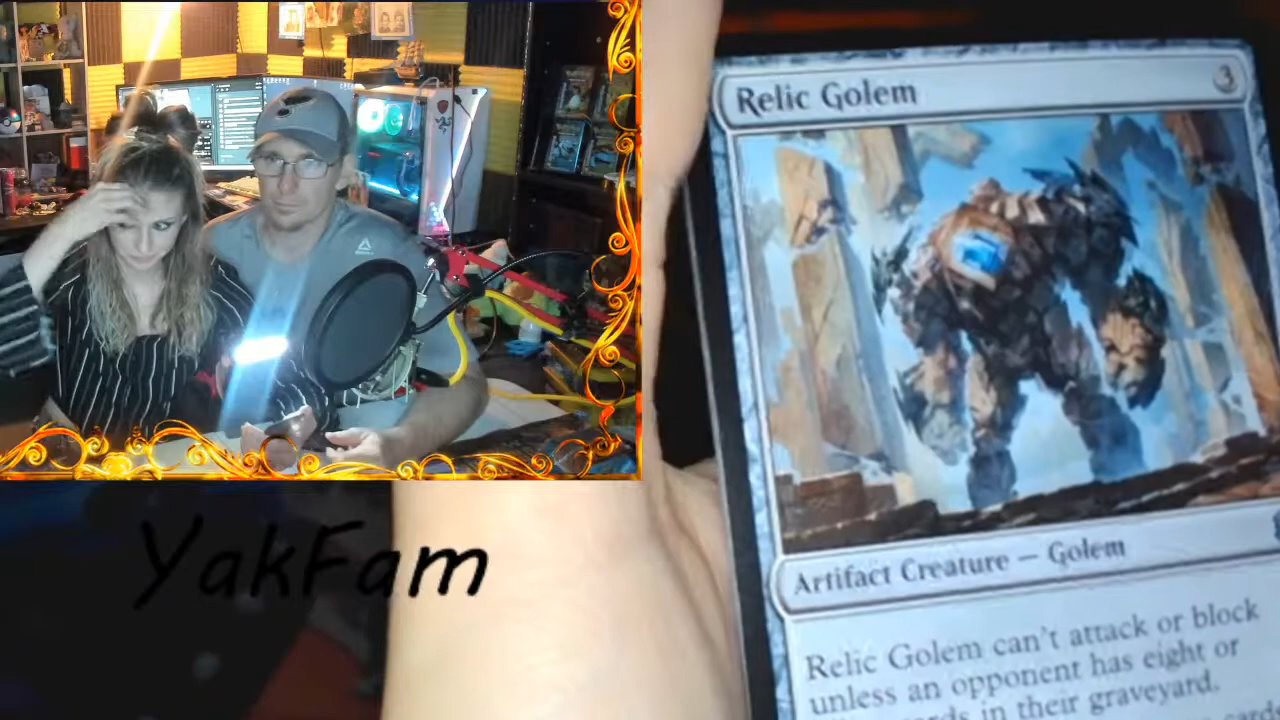 Relic Golem
3
YakFam
Artifact Creature — Golem
Relic Golem can't attack or block
unless an opponent has eight or
in their graveyard.